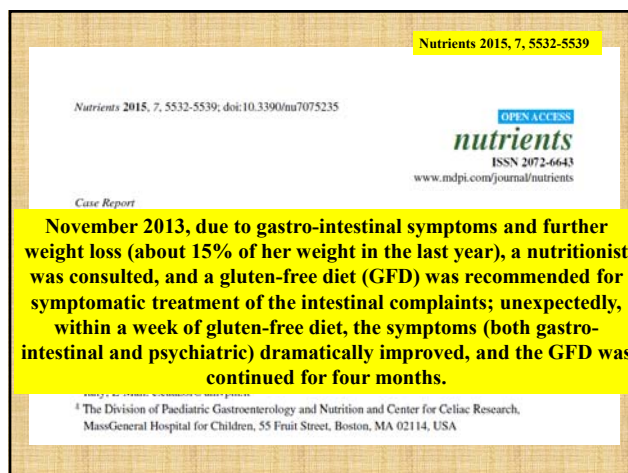 Nutrients 2015, 7, 5532-5539
Nutrients 2015, 7, 5532-5539; doi:10.3390/nu7075235
OPEN ACCESS
nutrients
ISSN 2072-6643
www.mdpi.com/journal/nutrients
Case Report
November 2013, due to gastro-intestinal symptoms and further
weight loss (about 15% of her weight in the last year), a nutritionist
was consulted, and a gluten-free diet (GFD) was recommended for
symptomatic treatment of the intestinal complaints; unexpectedly,
within a week of gluten-free diet, the symptoms (both gastro-
intestinal and psychiatric) dramatically improved, and the GFD was
continued for four months.
4 The Division of Paediatric Gastroenterology and Nutrition and Center for Celiac Research,
MassGeneral Hospital for Children, 55 Fruit Street, Boston, MA 02114, USA